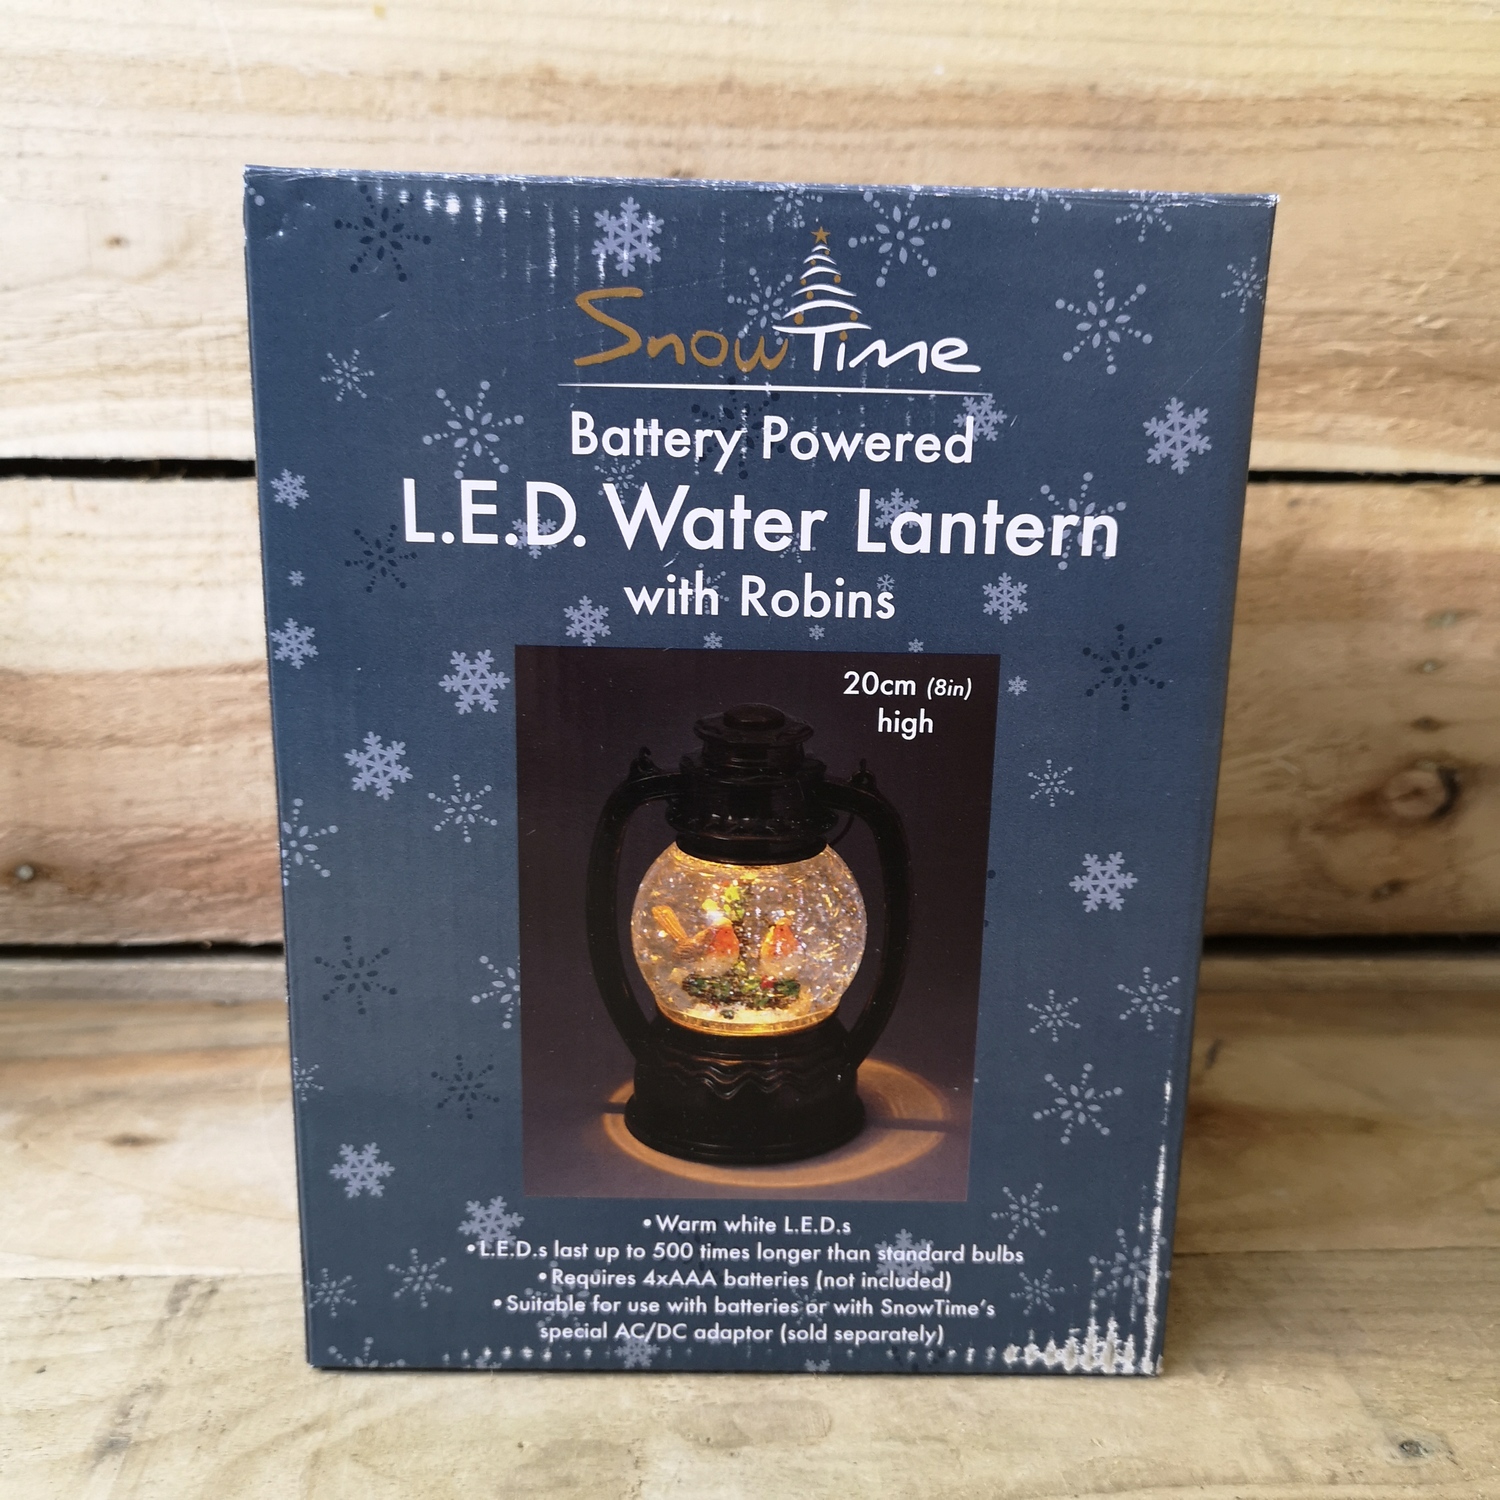 SnowTime
Battery Powered
L.E.D. Water Lantern
with Robins
20cm (8in)
high
• Warm white L.E.D.s
• L.E.D.s last up to 500 times longer than standard bulbs
• Requires 4xAAA batteries (not included)
• Suitable for use with batteries or with SnowTime's
special AC/DC adaptor (sold separately)